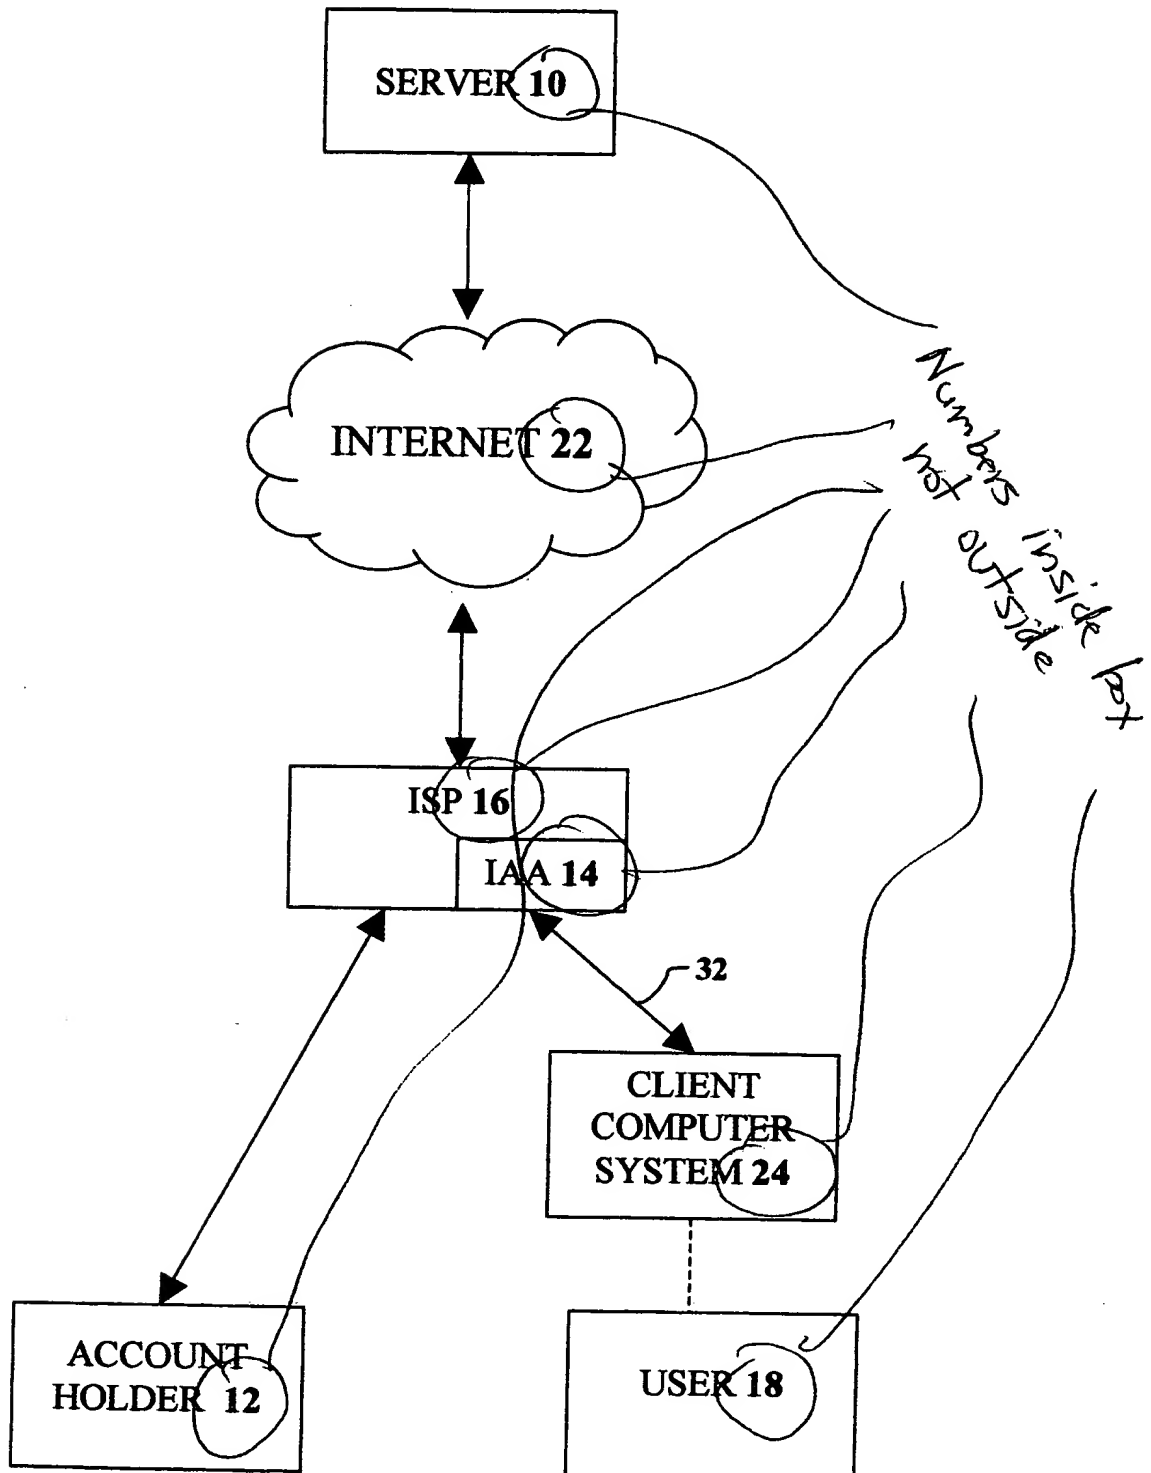 SERVER 10
INTERNET 22
Numbers inside box
not outside
ISP 16
IAA 14
32
CLIENT
COMPUTER
SYSTEM 24
ACCOUNT
HOLDER 12
USER 18